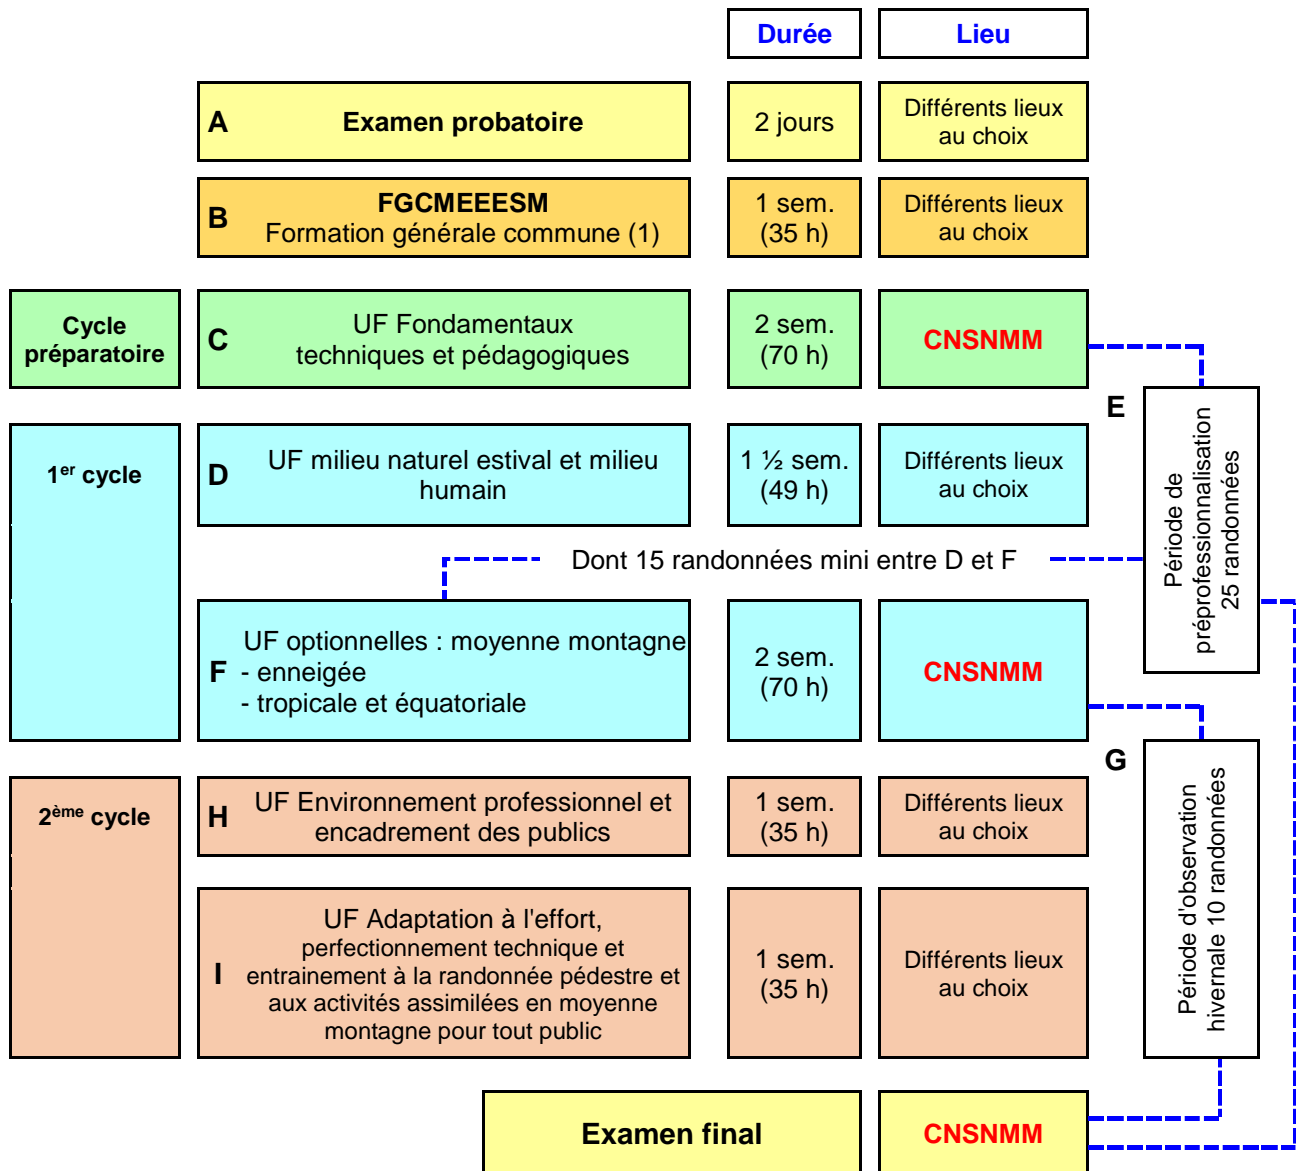 Durée
Lieu
A
Examen probatoire
2 jours
Différents lieux
au choix
B
FGCMEEESM
Formation générale commune (1)
1 sem.
(35 h)
Différents lieux
au choix
Cycle
préparatoire
C
UF Fondamentaux
techniques et pédagogiques
2 sem.
(70 h)
CNSNMM
E
Période de
préprofessionnalisation
25 randonnées
1er cycle
D
UF milieu naturel estival et milieu
humain
1 ½ sem.
(49 h)
Différents lieux
au choix
Dont 15 randonnées mini entre D et F
F
UF optionnelles : moyenne montagne
- enneigée
- tropicale et équatoriale
2 sem.
(70 h)
CNSNMM
G
Période d'observation
hivernale 10 randonnées
2ème cycle
H
UF Environnement professionnel et
encadrement des publics
1 sem.
(35 h)
Différents lieux
au choix
I
UF Adaptation à l'effort,
perfectionnement technique et
entrainement à la randonnée pédestre et
aux activités assimilées en moyenne
montagne pour tout public
1 sem.
(35 h)
Différents lieux
au choix
Examen final
CNSNMM